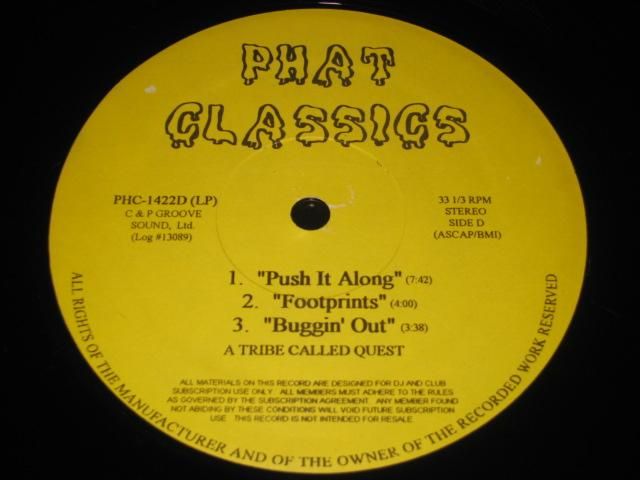 PHAT
CLASSICS
PHC-1422D (LP)
C & P GROOVE
SOUND, Ltd.
(Log #13089)
33 1/3 RPM
STEREO
SIDE D
(ASCAP/BMI)
1. "Push It Along" (7:42)
2. "Footprints" (4:00)
3. "Buggin' Out" (3:38)
A TRIBE CALLED QUEST
ALL MATERIALS ON THIS RECORD ARE DESIGNED FOR DJ AND CLUB
SUBSCRIPTION USE ONLY. ALL MEMBERS MUST ADHERE TO THE RULES
AS GOVERNED BY THE SUBSCRIPTION AGREEMENT. ANY MEMBER FOUND
NOT ABIDING BY THESE CONDITIONS WILL VOID FUTURE SUBSCRIPTION
USE. THIS RECORD IS NOT INTENDED FOR RESALE
ALL RIGHTS OF THE MANUFACTURER AND OF THE OWNER OF THE RECORDED WORK RESERVED